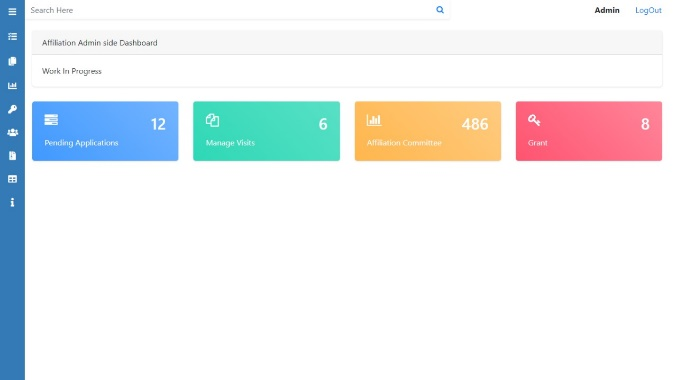 Search Here
Admin
LogOut
Affiliation Admin side Dashboard
Work In Progress
12
Pending Applications
6
Manage Visits
486
Affiliation Committee
8
Grant